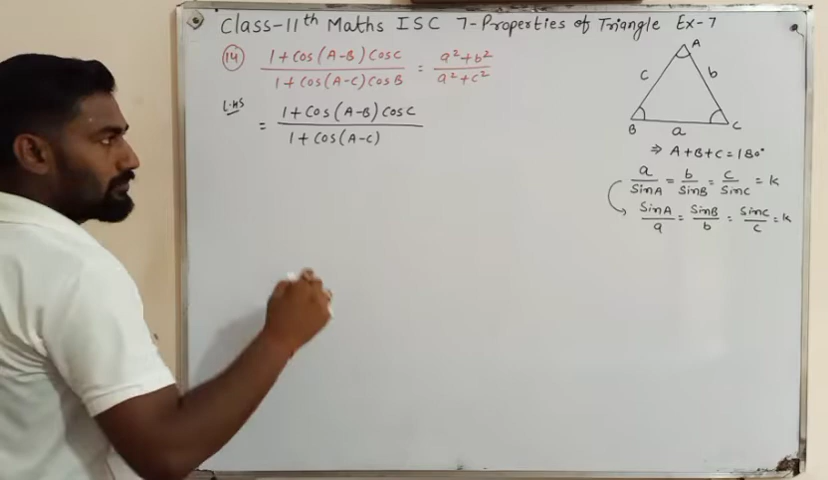 Class-11th Maths ISC 7-Properties of Triangle Ex-7
14 1+Cos(A-B)CosC / 1+Cos(A-C)CosB = a²+b² / a²+c²
L.HS
= 1+Cos(A-B)CosC / 1+Cos(A-C)
A
c b
B a C
⇒ A+B+C=180°
a/SinA = b/SinB = c/SinC = k
SinA/a = SinB/b = SinC/c = k